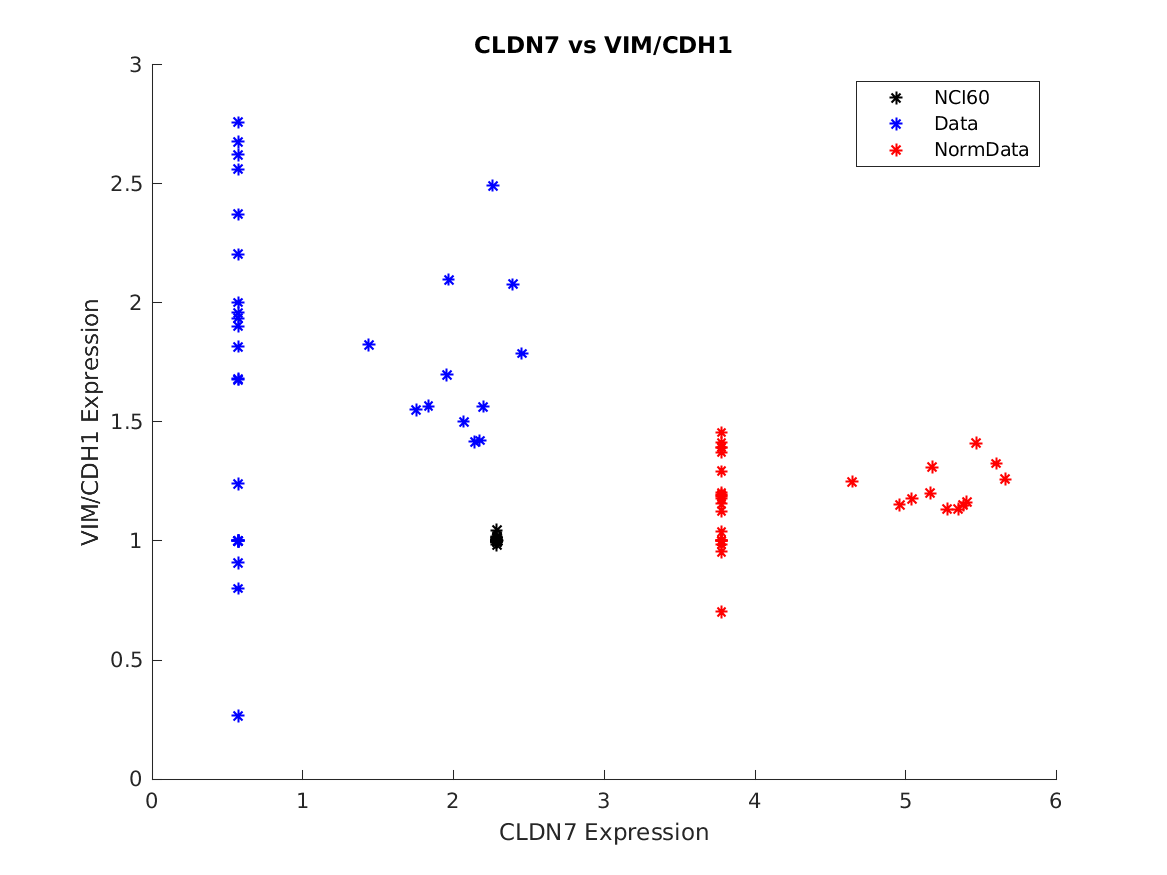 CLDN7 vs VIM/CDH1
NCI60
Data
NormData
VIM/CDH1 Expression
3
2.5
2
1.5
1
0.5
0
0 1 2 3 4 5 6
CLDN7 Expression